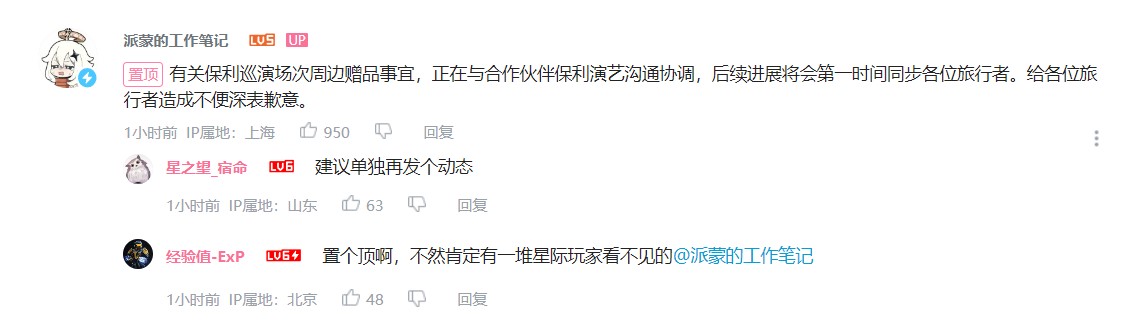 派蒙的工作笔记 LV5 UP
置顶 有关保利巡演场次周边赠品事宜，正在与合作伙伴保利演艺沟通协调，后续进展将会第一时间同步各位旅行者。给各位旅
行者造成不便深表歉意。
1小时前 IP属地：上海 950 回复
星之望_宿命 LV6 建议单独再发个动态
1小时前 IP属地：山东 63 回复
经验值-ExP LV6 置个顶啊，不然肯定有一堆星际玩家看不见的@派蒙的工作笔记
1小时前 IP属地：北京 48 回复